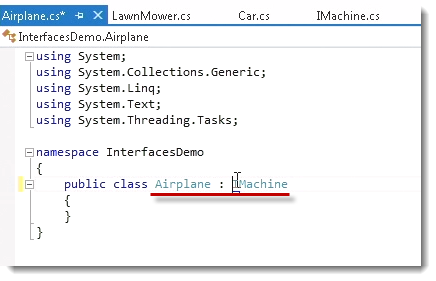 Airplane.cs* LawnMower.cs Car.cs IMachine.cs
InterfacesDemo.Airplane
using System;
using System.Collections.Generic;
using System.Linq;
using System.Text;
using System.Threading.Tasks;
namespace InterfacesDemo
{
public class Airplane : IMachine
{
}
}